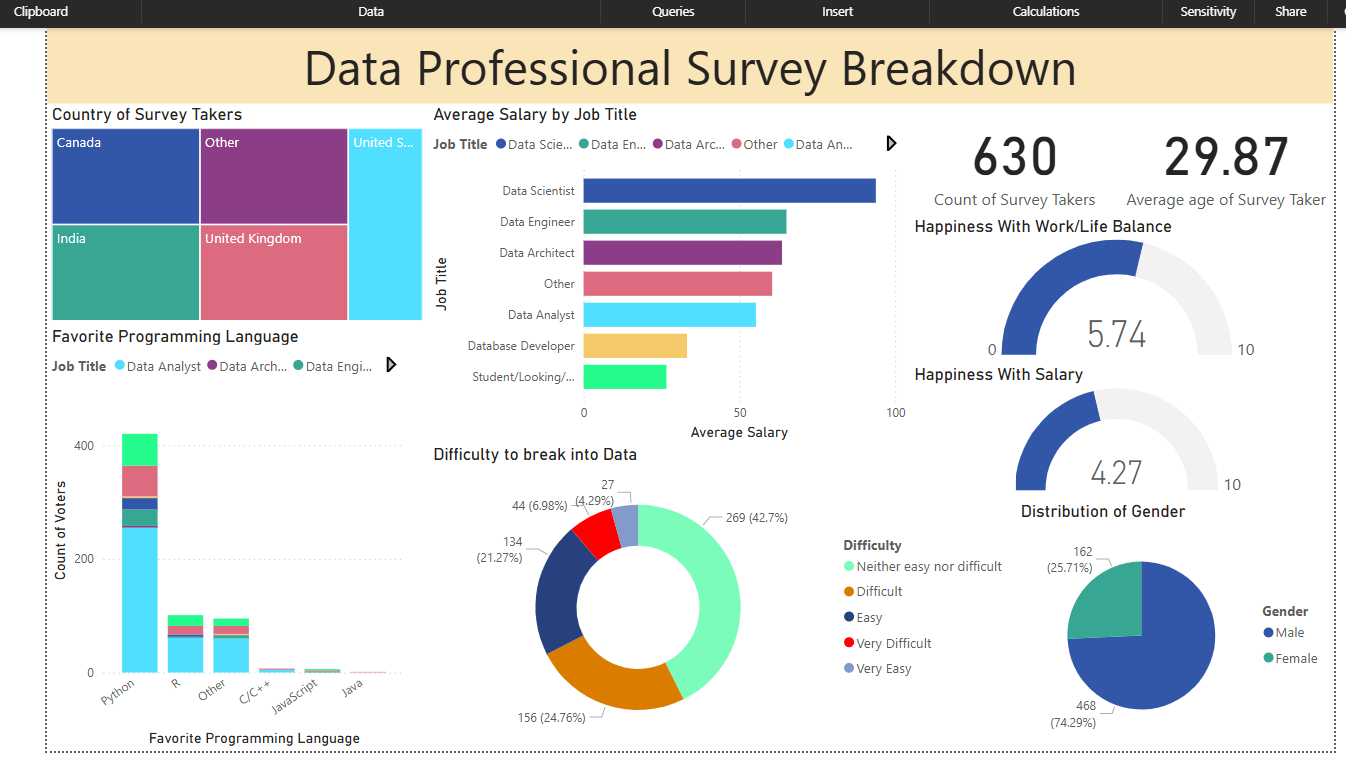 Clipboard
Data
Queries
Insert
Calculations
Sensitivity
Share
Data Professional Survey Breakdown
Country of Survey Takers
Canada
Other
United S...
India
United Kingdom
Favorite Programming Language
Job Title Data Analyst Data Arch... Data Engi...
Count of Voters
400
200
0
Python
R
Other
C/C++
JavaScript
Java
Favorite Programming Language
Average Salary by Job Title
Job Title Data Scie... Data En... Data Arc... Other Data An...
Job Title
Data Scientist
Data Engineer
Data Architect
Other
Data Analyst
Database Developer
Student/Looking/...
0
50
100
Average Salary
Difficulty to break into Data
27
(4.29%)
44 (6.98%)
269 (42.7%)
134
(21.27%)
156 (24.76%)
Difficulty
Neither easy nor difficult
Difficult
Easy
Very Difficult
Very Easy
630
Count of Survey Takers
29.87
Average age of Survey Taker
Happiness With Work/Life Balance
5.74
0
10
Happiness With Salary
4.27
10
Distribution of Gender
162
(25.71%)
468
(74.29%)
Gender
Male
Female